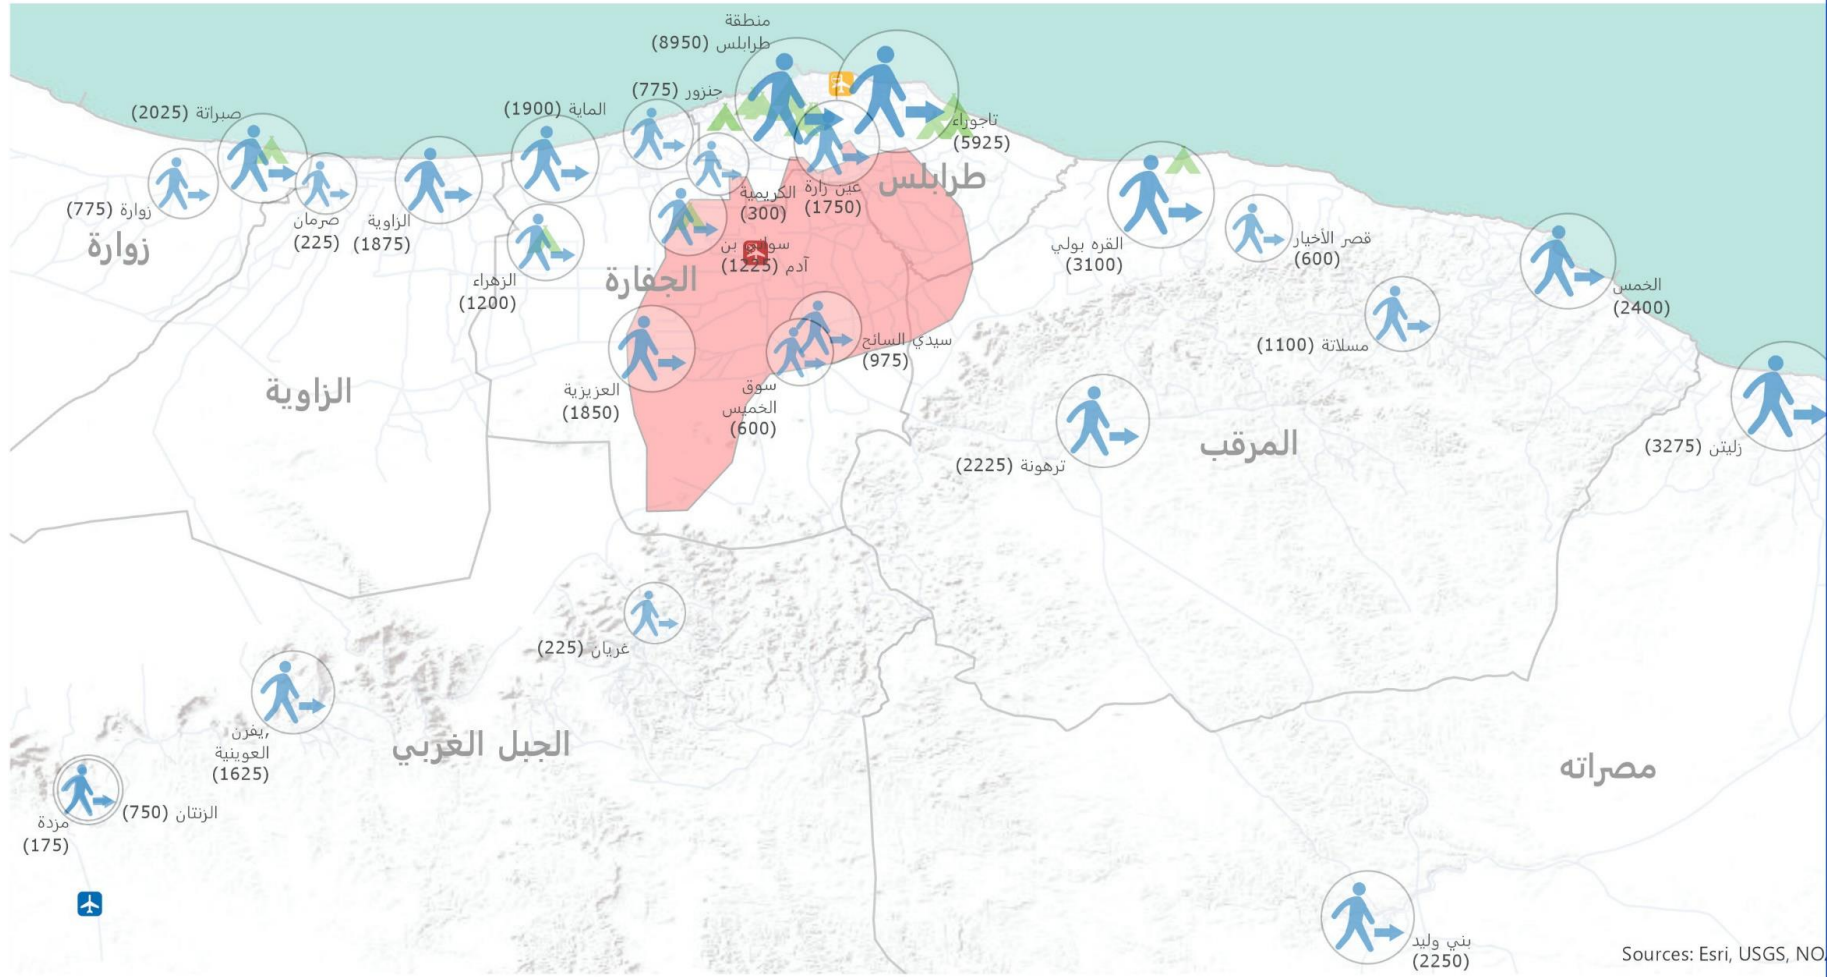 منطقة
طرابلس (8950)
جنزور (775)
الماية (1900)
صبراتة (2025)
تاجوراء
(5925)
طرابلس
عين زارة
(1750)
الكريمية
(300)
سواني بن
آدم (1225)
زوارة (775)
زوارة
صرمان
(225)
الزاوية
(1875)
الزهراء
(1200)
الجفارة
القره بولي
(3100)
قصر الأخيار
(600)
الخمس
(2400)
مسلاتة (1100)
سيدي السائح
(975)
سوق
الخميس
(600)
العزيزية
(1850)
الزاوية
ترهونة (2225)
المرقب
زليتن (3275)
غريان (225)
يفرن,
العوينية
(1625)
الجبل الغربي
الزنتان (750)
مزدة
(175)
مصراته
بني وليد
(2250)
Sources: Esri, USGS, NO